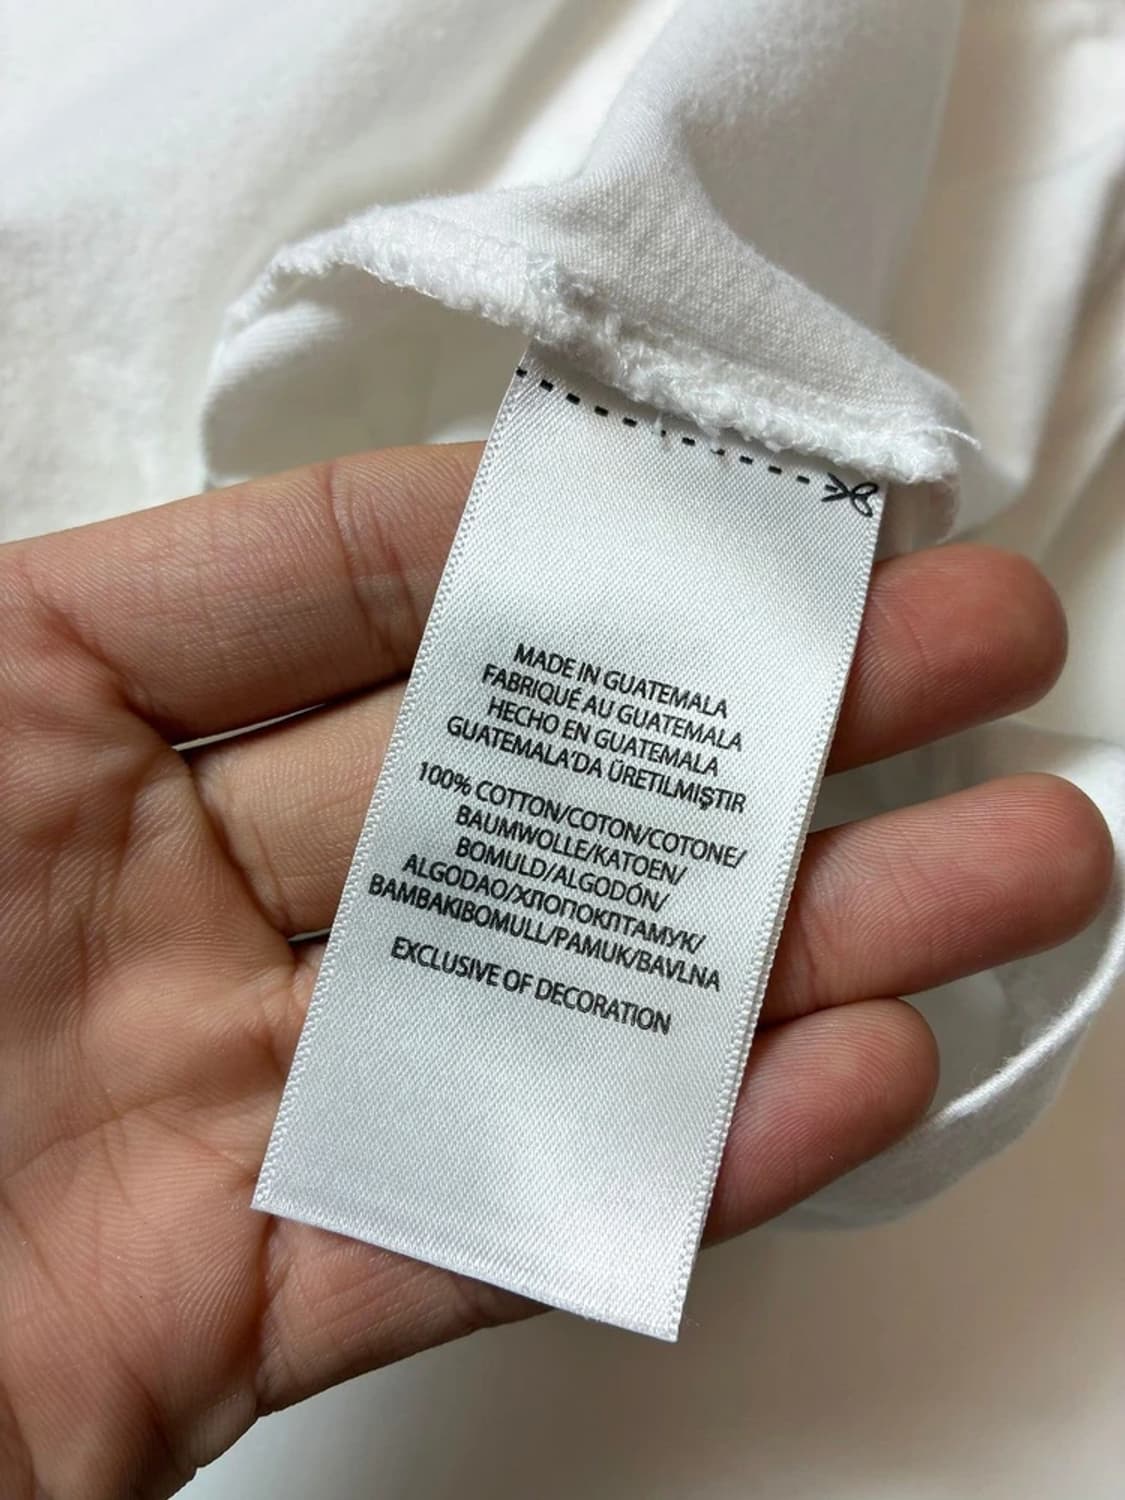 MADE IN GUATEMALA
FABRIQUÉ AU GUATEMALA
HECHO EN GUATEMALA
GUATEMALA'DA ÜRETILMIŞTIR
100% COTTON/COTON/COTONE/
BAUMWOLLE/KATOEN/
BOMULD/ALGODÓN/
ALGODAO/ХЛОПОКПТАМУК/
BAMBAKIBOMULL/PAMUK/BAVLNA
EXCLUSIVE OF DECORATION